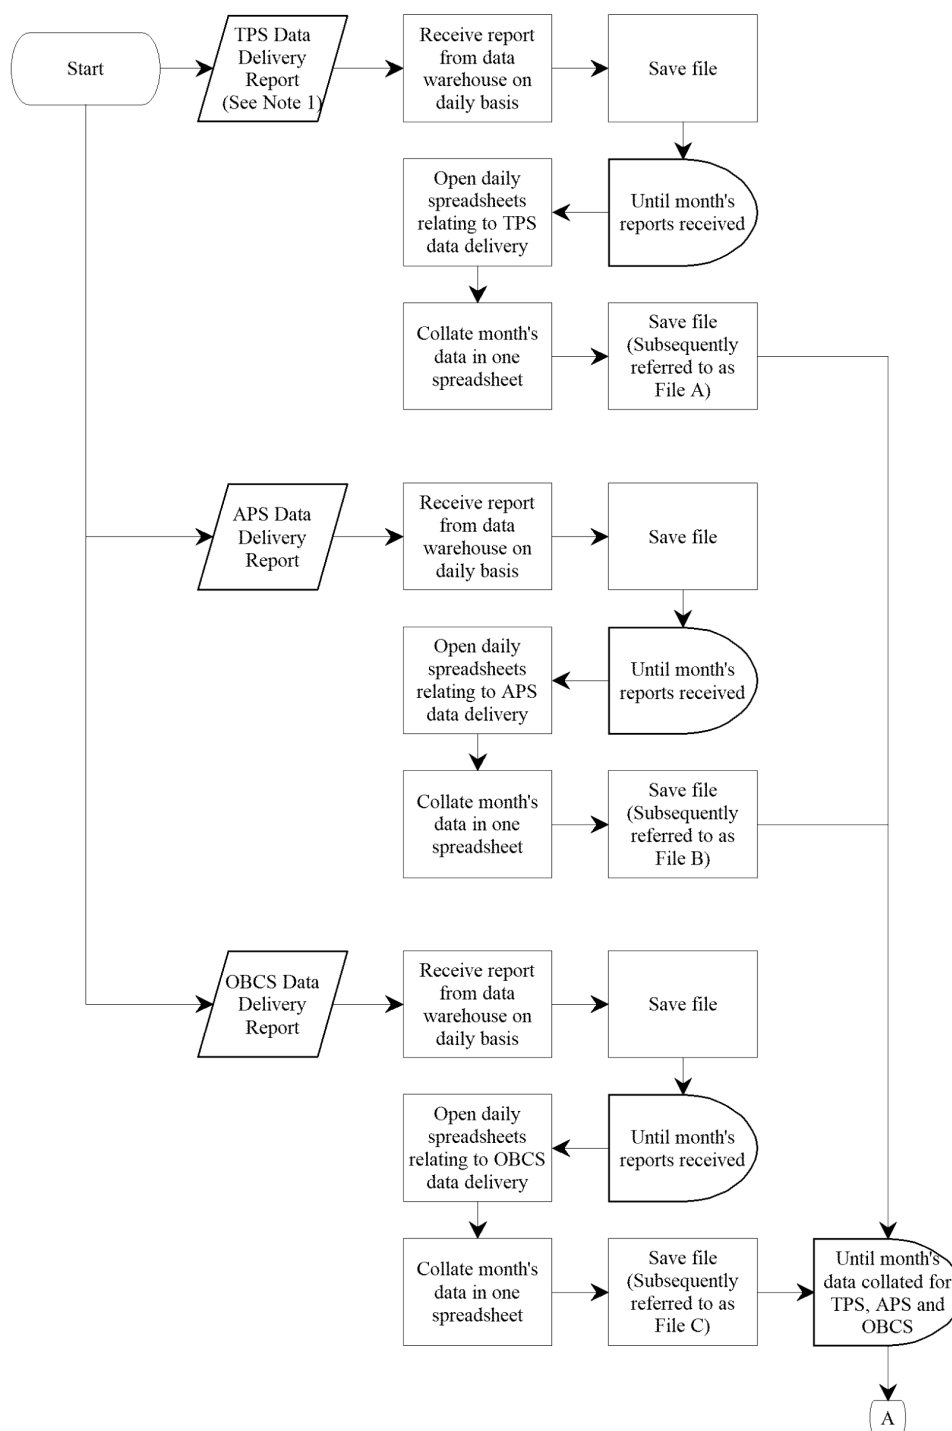 Start
TPS Data
Delivery
Report
(See Note 1)
Receive report
from data
warehouse on
daily basis
Save file
Until month's
reports received
Open daily
spreadsheets
relating to TPS
data delivery
Collate month's
data in one
spreadsheet
Save file
(Subsequently
referred to as
File A)
APS Data
Delivery
Report
Receive report
from data
warehouse on
daily basis
Save file
Until month's
reports received
Open daily
spreadsheets
relating to APS
data delivery
Collate month's
data in one
spreadsheet
Save file
(Subsequently
referred to as
File B)
OBCS Data
Delivery
Report
Receive report
from data
warehouse on
daily basis
Save file
Until month's
reports received
Open daily
spreadsheets
relating to OBCS
data delivery
Collate month's
data in one
spreadsheet
Save file
(Subsequently
referred to as
File C)
Until month's
data collated for
TPS, APS and
OBCS
A